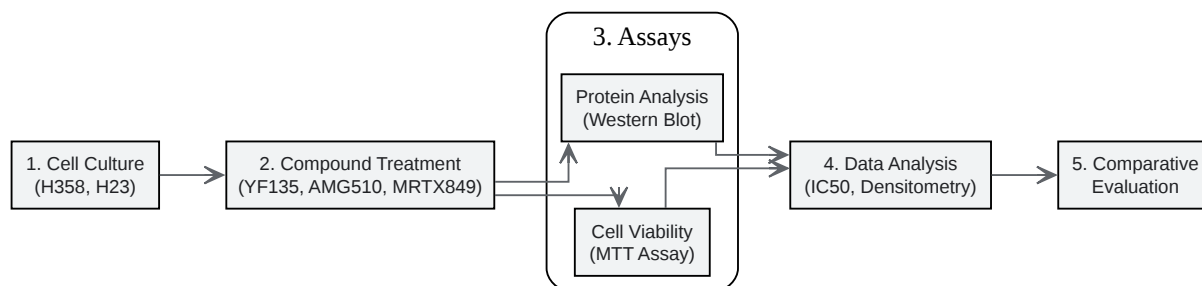 1. Cell Culture
(H358, H23)
2. Compound Treatment
(YF135, AMG510, MRTX849)
3. Assays
Protein Analysis
(Western Blot)
Cell Viability
(MTT Assay)
4. Data Analysis
(IC50, Densitometry)
5. Comparative
Evaluation